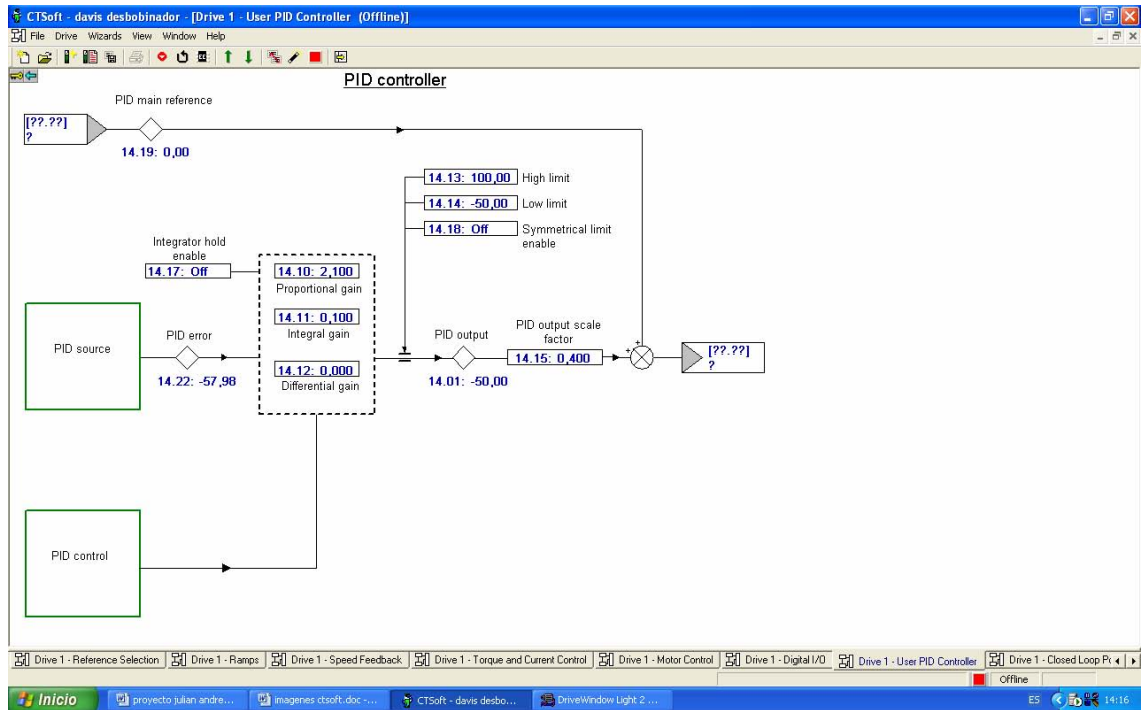 CTSoft - davis desbobinador - [Drive 1 - User PID Controller (Offline)]
File Drive Wizards View Window Help
PID controller
PID main reference
[??.??]
?
14.19: 0,00
14.13: 100,00 High limit
14.14: -50,00 Low limit
14.18: Off Symmetrical limit
enable
Integrator hold
enable
14.17: Off
14.10: 2,100
Proportional gain
14.11: 0,100
Integral gain
14.12: 0,000
Differential gain
PID source
PID error
14.22: -57,98
PID output
14.01: -50,00
PID output scale
factor
14.15: 0,400
[??.??]
?
PID control
Drive 1 - Reference Selection Drive 1 - Ramps Drive 1 - Speed Feedback Drive 1 - Torque and Current Control Drive 1 - Motor Control Drive 1 - Digital I/O Drive 1 - User PID Controller Drive 1 - Closed Loop Po
Offline
Inicio proyecto julian andre... imagenes ctsoft.doc -... CTSoft - davis desbo... DriveWindow Light 2 ... ES 14:16